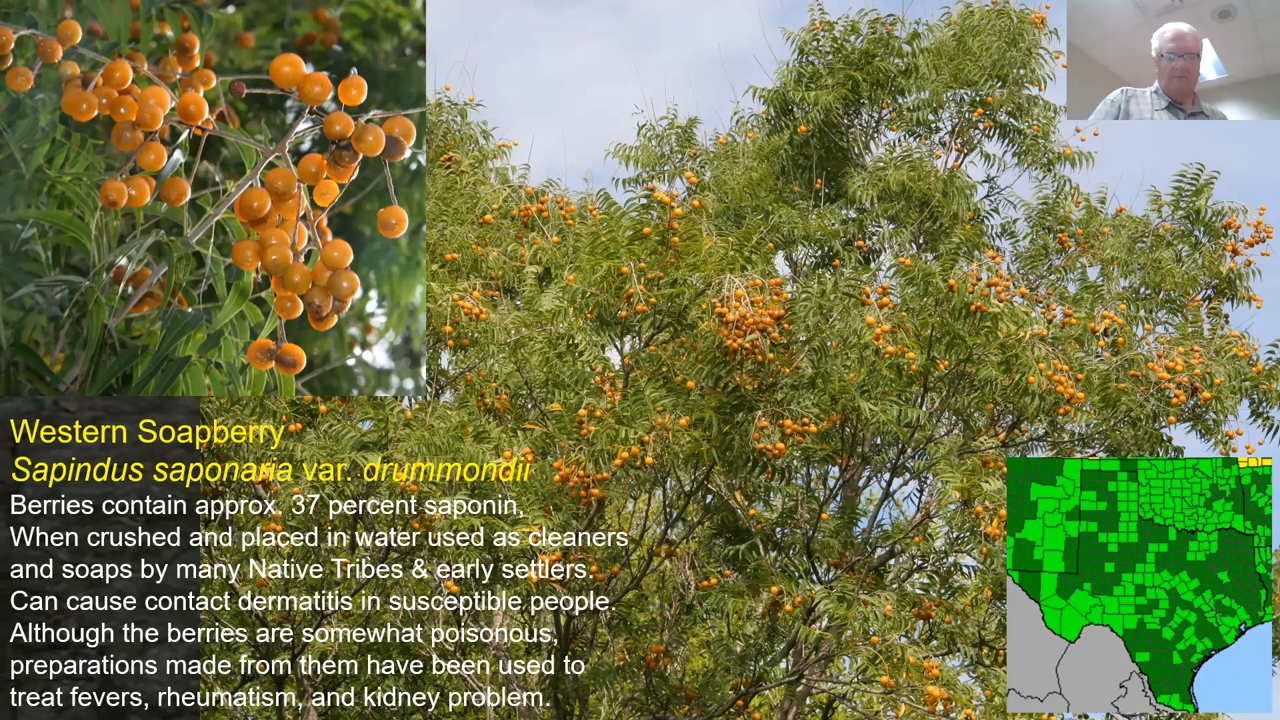 Western Soapberry
Sapindus saponaria var. drummondii
Berries contain approx. 37 percent saponin,
When crushed and placed in water used as cleaners
and soaps by many Native Tribes & early settlers.
Can cause contact dermatitis in susceptible people.
Although the berries are somewhat poisonous,
preparations made from them have been used to
treat fevers, rheumatism, and kidney problem.